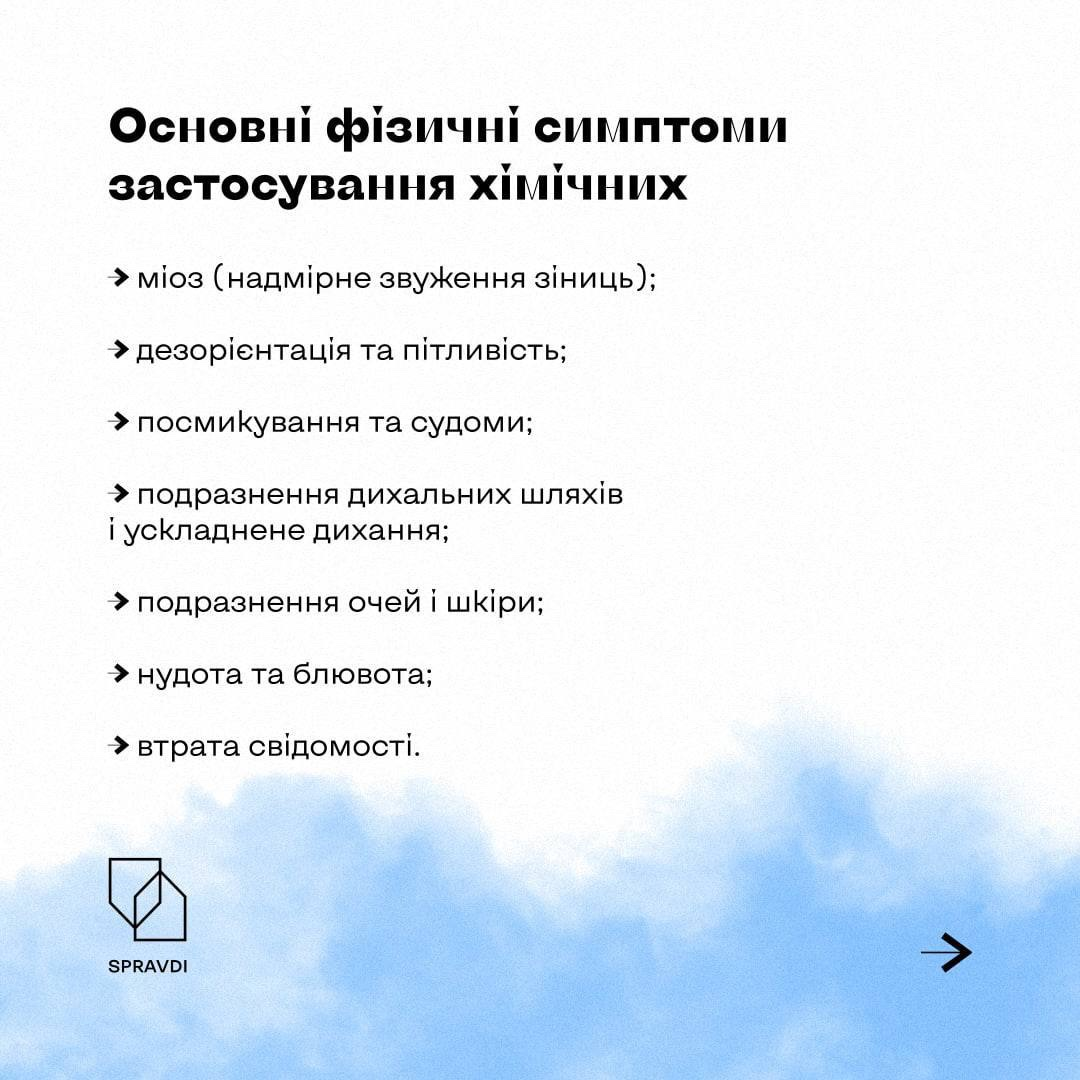 Основні фізичні симптоми
застосування хімічних
→ міоз (надмірне звуження зіниць);
→ дезорієнтація та пітливість;
→ посмикування та судоми;
→ подразнення дихальних шляхів
і ускладнене дихання;
→ подразнення очей і шкіри;
→ нудота та блювота;
→ втрата свідомості.
SPRAVDI